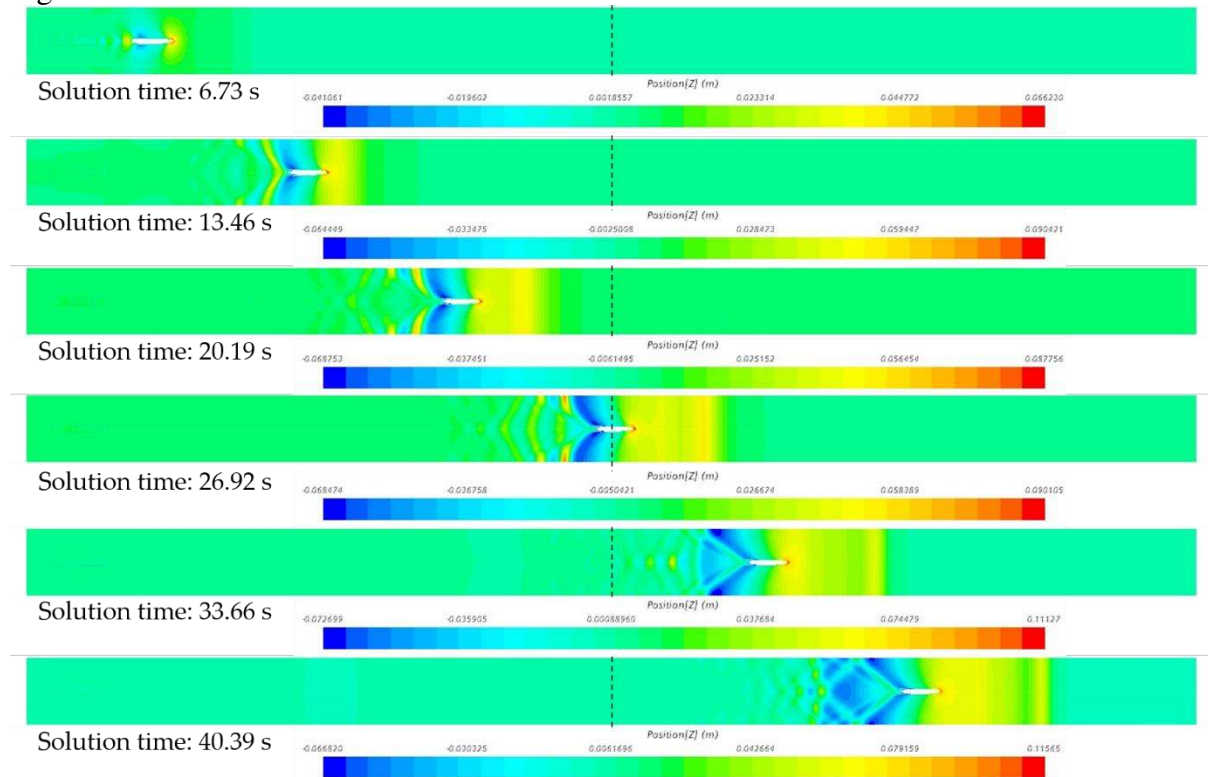 Position[Z] (m)
Solution time: 6.73 s
-0.041061 -0.019602 0.0018557 0.023314 0.044772 0.066230
Position[Z] (m)
Solution time: 13.46 s
-0.064449 -0.033475 -0.0025008 0.028473 0.059447 0.090421
Position[Z] (m)
Solution time: 20.19 s
-0.068753 -0.037451 -0.0061495 0.025152 0.056454 0.087756
Position[Z] (m)
Solution time: 26.92 s
-0.068474 -0.036758 -0.0050421 0.026674 0.058389 0.090105
Position[Z] (m)
Solution time: 33.66 s
-0.072699 -0.035905 0.00088960 0.037684 0.074479 0.11127
Position[Z] (m)
Solution time: 40.39 s
-0.066820 -0.030325 0.0061696 0.042664 0.079159 0.11565